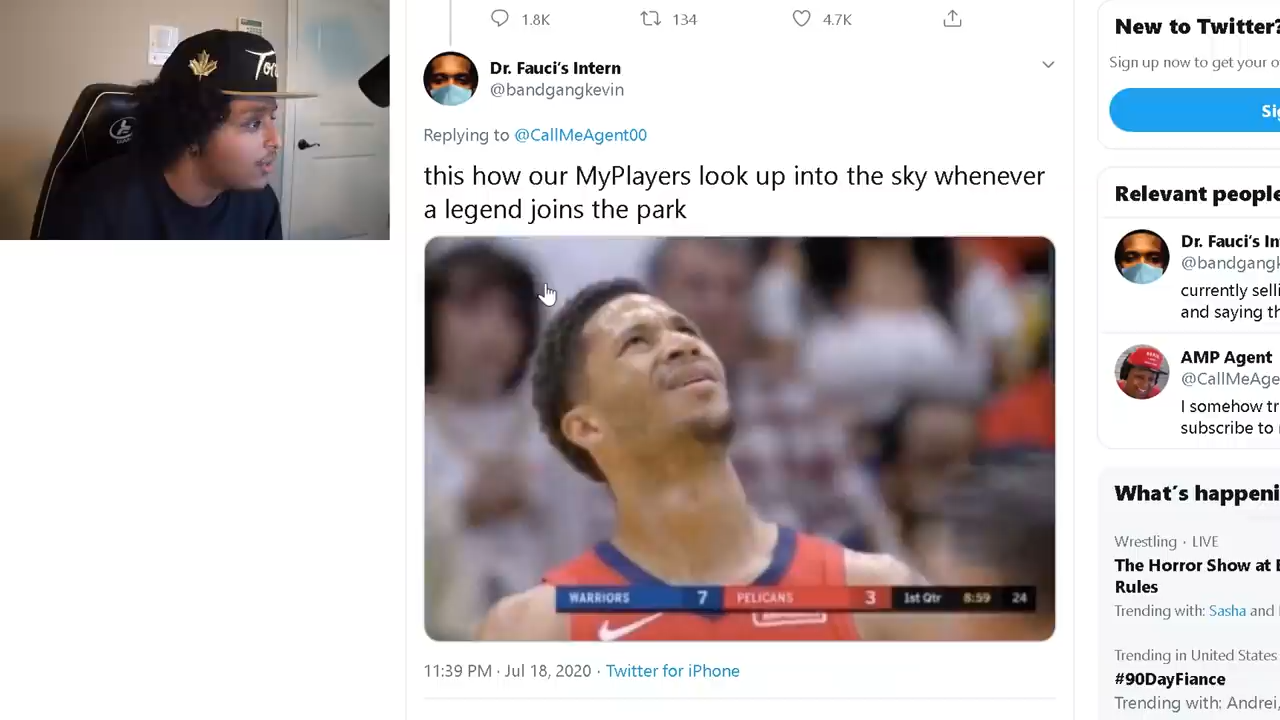 1.8K
134
4.7K
Dr. Fauci's Intern
@bandgangkevin
Replying to @CallMeAgent00
this how our MyPlayers look up into the sky whenever
a legend joins the park
WARRIORS 7 PELICANS 3 1st Qtr 8:59 24
11:39 PM · Jul 18, 2020 · Twitter for iPhone
New to Twitter?
Sign up now to get your o
Sig
Relevant people
Dr. Fauci's In
@bandgangk
currently selli
and saying th
AMP Agent
@CallMeAge
I somehow tr
subscribe to
What's happeni
Wrestling · LIVE
The Horror Show at E
Rules
Trending with: Sasha and
Trending in United States
#90DayFiance
Trending with: Andrei,